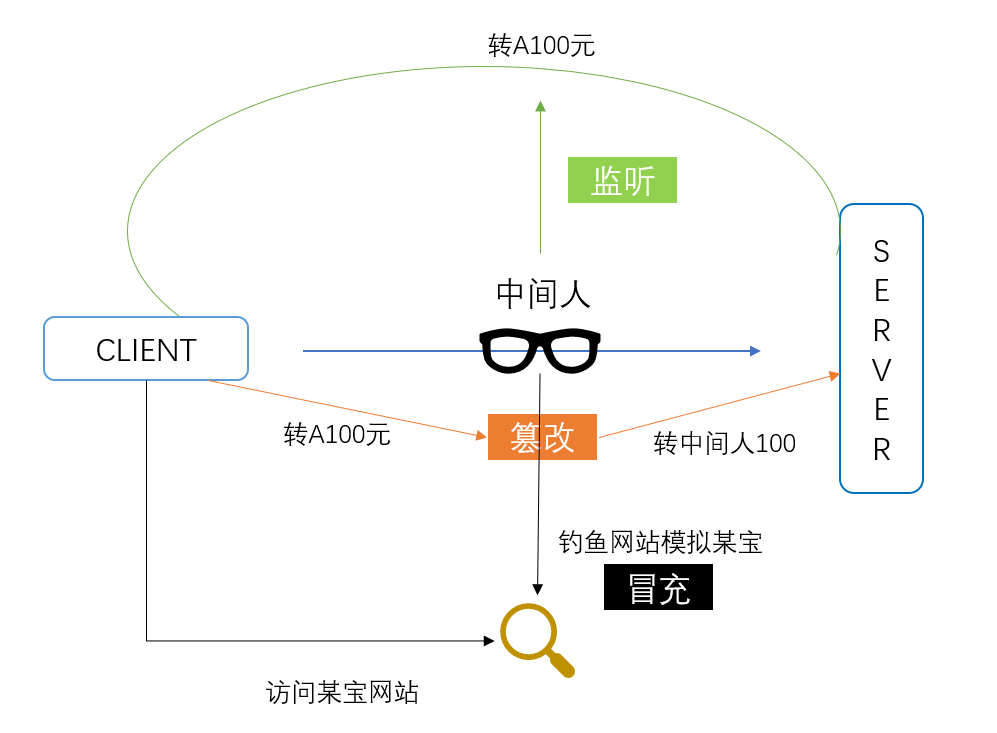 转A100元
监听
中间人
CLIENT
SERVER
转A100元
篡改
转中间人100
钓鱼网站模拟某宝
冒充
访问某宝网站